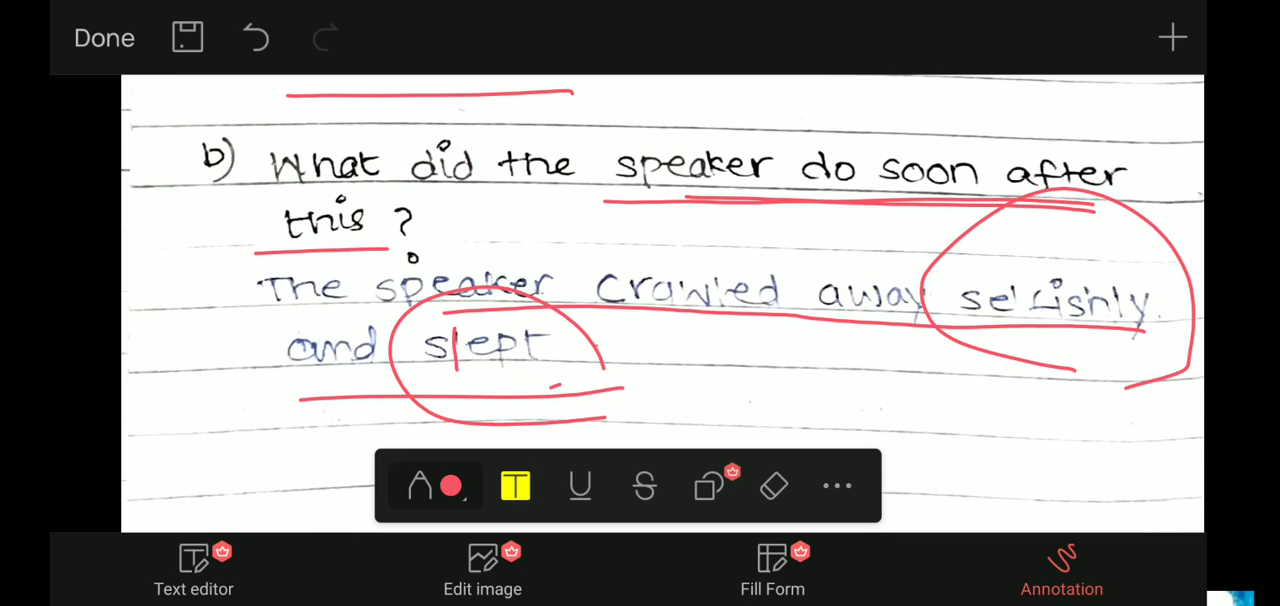 Done
b) What did the speaker do soon after
this ?
The speaker crawled away selfishly.
and slept
T
U
S
Text editor
Edit image
Fill Form
Annotation